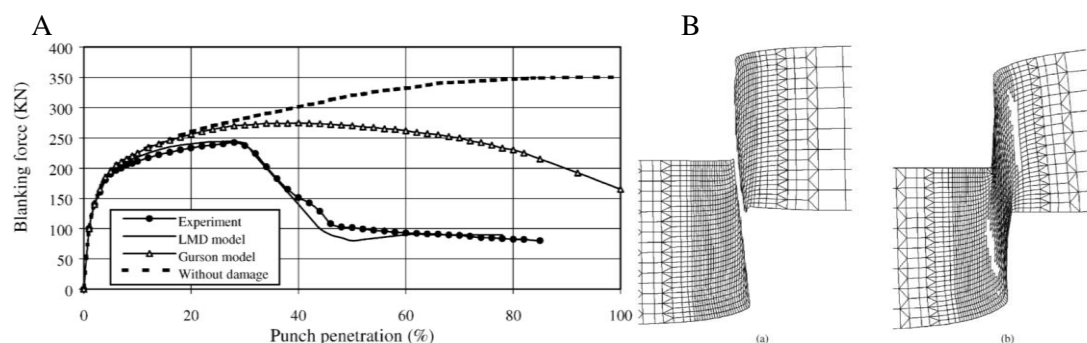 A
B
400
350
300
250
200
150
100
50
0
Blanking force (KN)
Experiment
LMD model
Gurson model
Without damage
0 20 40 60 80 100
Punch penetration (%)
(a) (b)